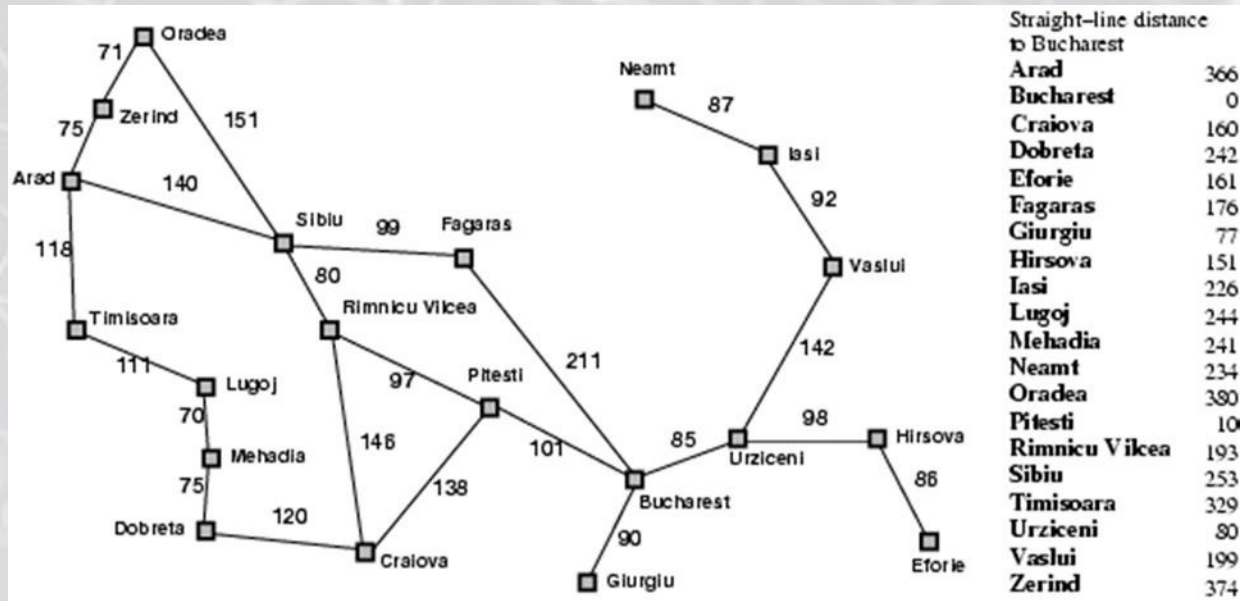 Oradea
71
Neamt
87
Zerind
151
75
Iasi
Arad
140
92
Sibiu
99
Fagaras
118
80
Vaslui
Timisoara
Rimnicu Vilcea
142
111
211
Lugoj
97
Pitesti
70
98
Hirsova
146
85
101
Urziceni
Mehadia
86
75
138
Bucharest
120
Dobreta
90
Craiova
Eforie
Giurgiu
Straight-line distance
to Bucharest
Arad 366
Bucharest 0
Craiova 160
Dobreta 242
Eforie 161
Fagaras 176
Giurgiu 77
Hirsova 151
Iasi 226
Lugoj 244
Mehadia 241
Neamt 234
Oradea 380
Pitesti
Rimnicu Vilcea 193
Sibiu 253
Timisoara 329
Urziceni 80
Vaslui 199
Zerind 374